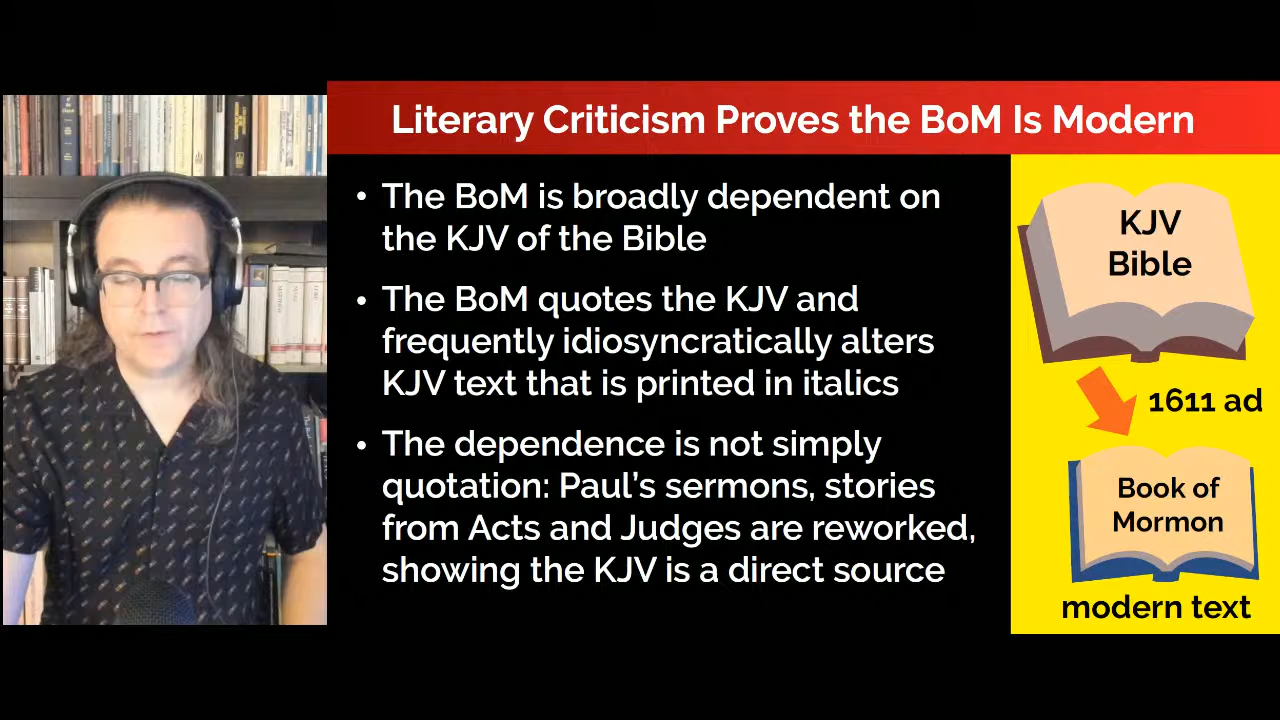 Literary Criticism Proves the BoM Is Modern
• The BoM is broadly dependent on
the KJV of the Bible
• The BoM quotes the KJV and
frequently idiosyncratically alters
KJV text that is printed in italics
• The dependence is not simply
quotation: Paul's sermons, stories
from Acts and Judges are reworked,
showing the KJV is a direct source
KJV
Bible
1611 ad
Book of
Mormon
modern text